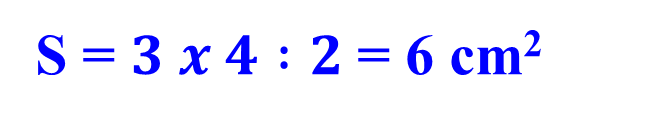 S = 3 x 4 : 2 = 6 cm²